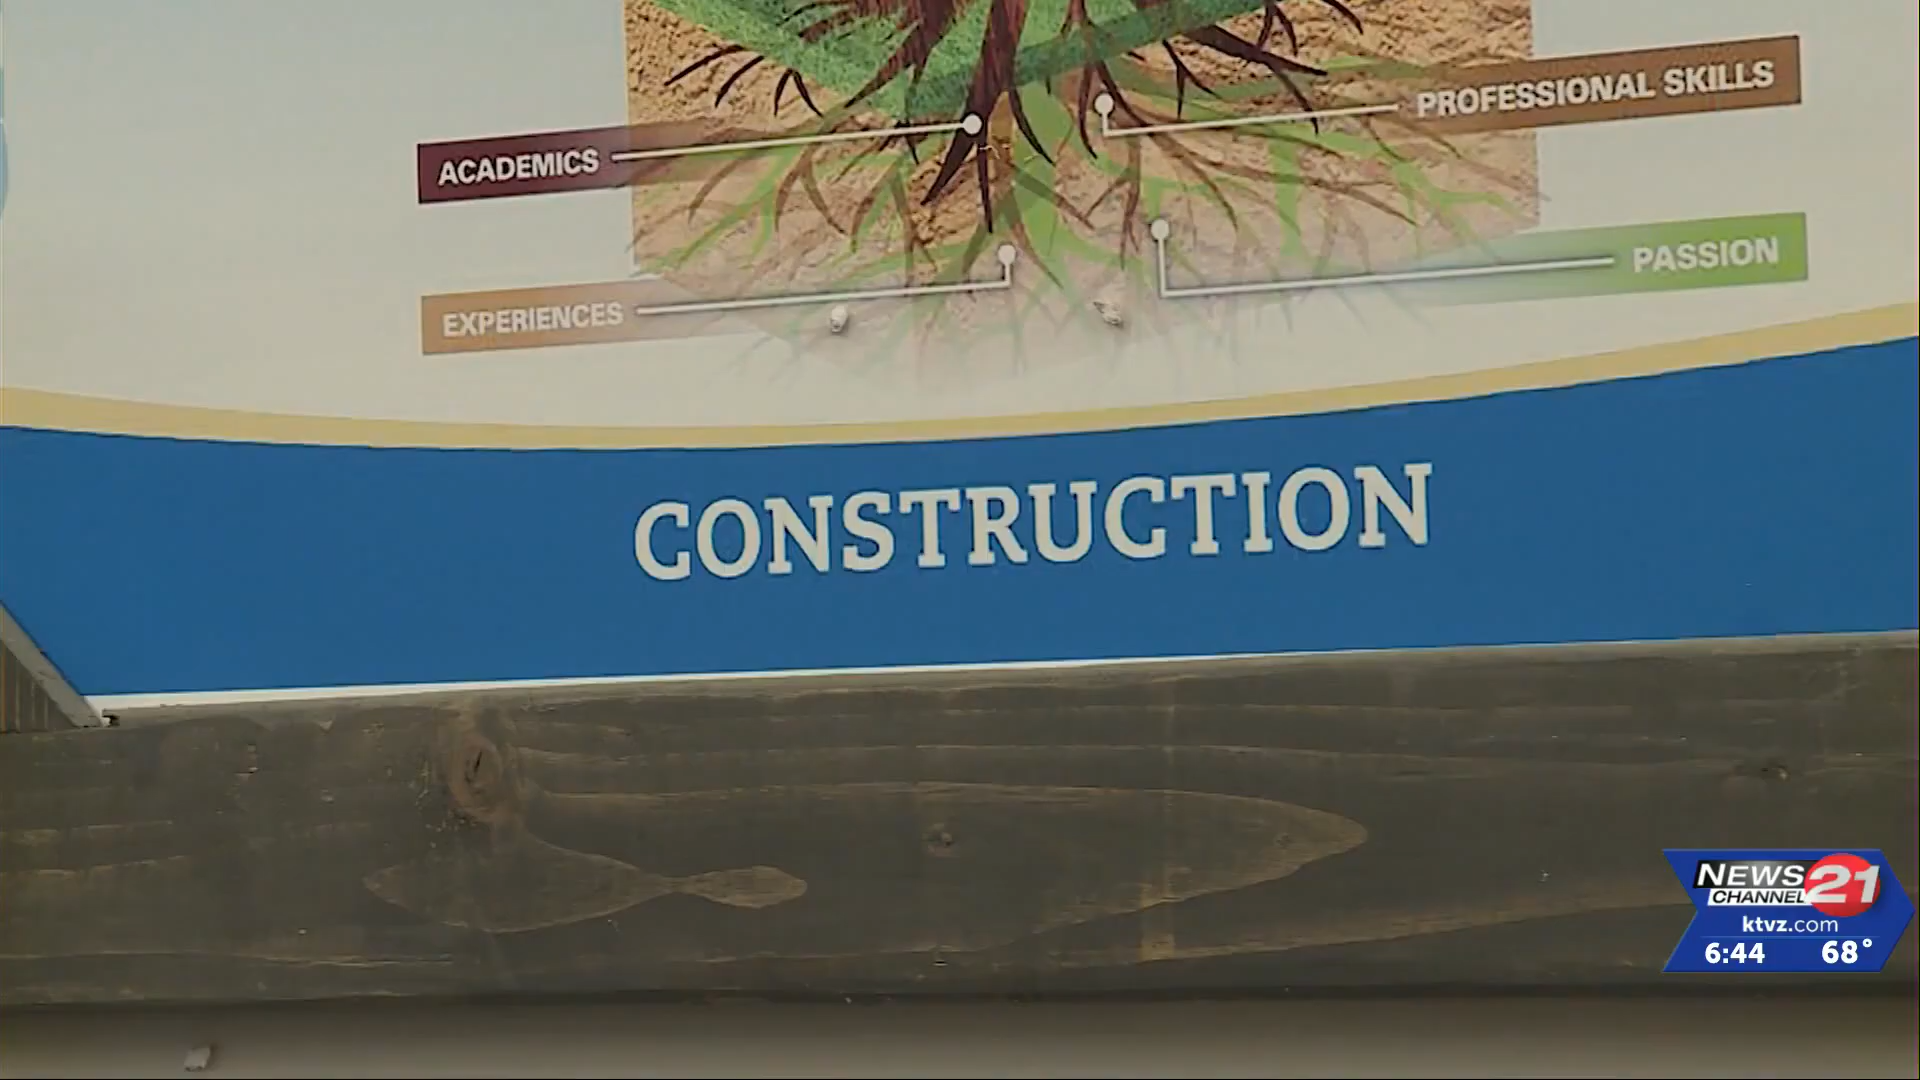 PROFESSIONAL SKILLS
ACADEMICS
PASSION
EXPERIENCES
CONSTRUCTION
NEWS
CHANNEL 21
ktvz.com
6:44 68°